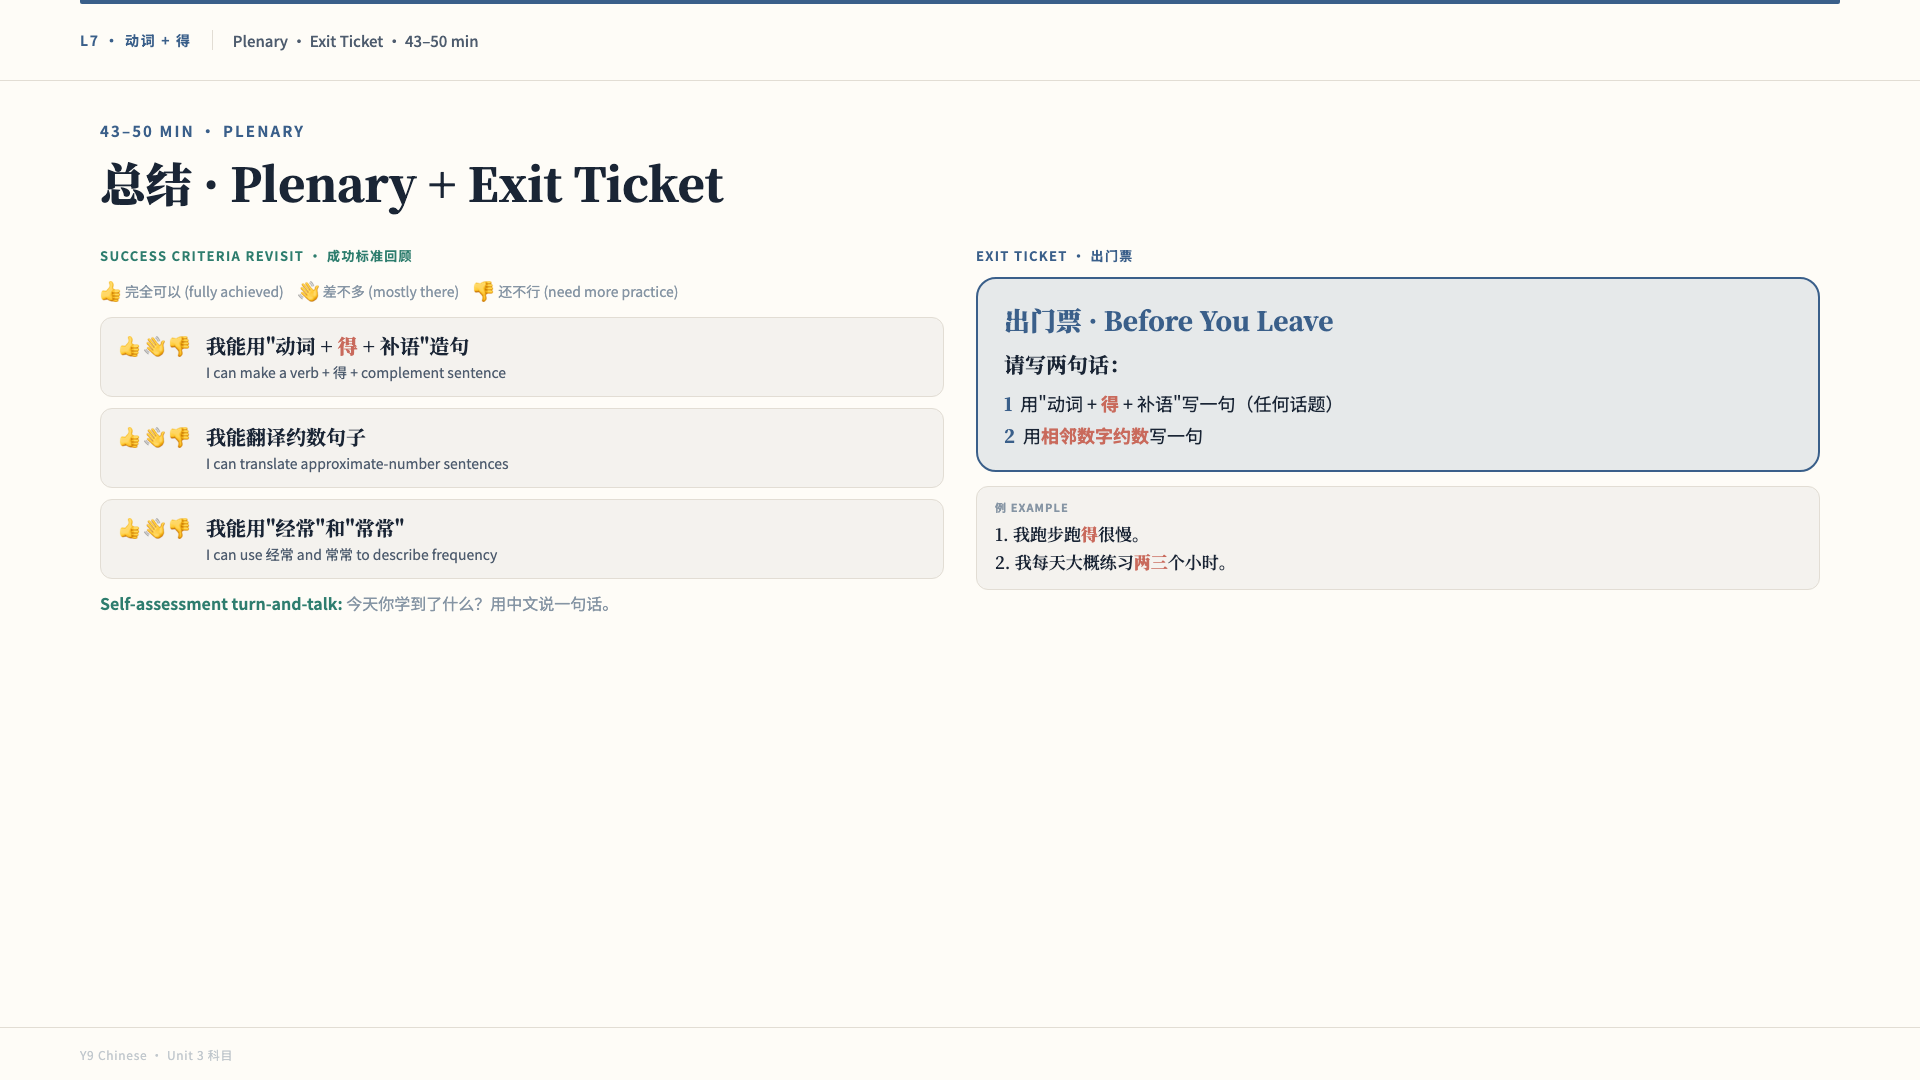 L7 • 动词 + 得
Plenary • Exit Ticket • 43–50 min
43–50 MIN • PLENARY
总结 · Plenary + Exit Ticket
SUCCESS CRITERIA REVISIT • 成功标准回顾
👍 完全可以 (fully achieved) 👋 差不多 (mostly there) 👎 还不行 (need more practice)
👍👋👎 我能用"动词 + 得 + 补语"造句
I can make a verb + 得 + complement sentence
👍👋👎 我能翻译约数句子
I can translate approximate-number sentences
👍👋👎 我能用"经常"和"常常"
I can use 经常 and 常常 to describe frequency
Self-assessment turn-and-talk: 今天你学到了什么？用中文说一句话。
EXIT TICKET • 出门票
出门票 · Before You Leave
请写两句话：
1 用"动词 + 得 + 补语"写一句（任何话题）
2 用相邻数字约数写一句
例 EXAMPLE
1. 我跑步跑得很慢。
2. 我每天大概练习两三个小时。
Y9 Chinese • Unit 3 科目